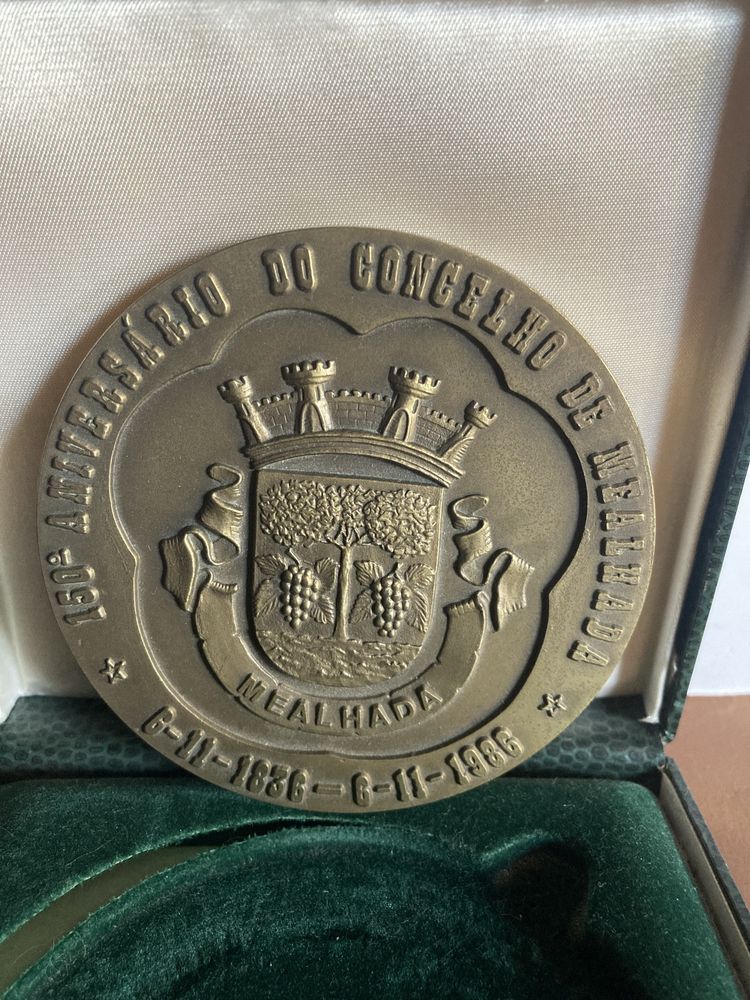 150º ANIVERSÁRIO DO CONCELHO DE MEALHADA
MEALHADA
6-11-1836-6-11-1986